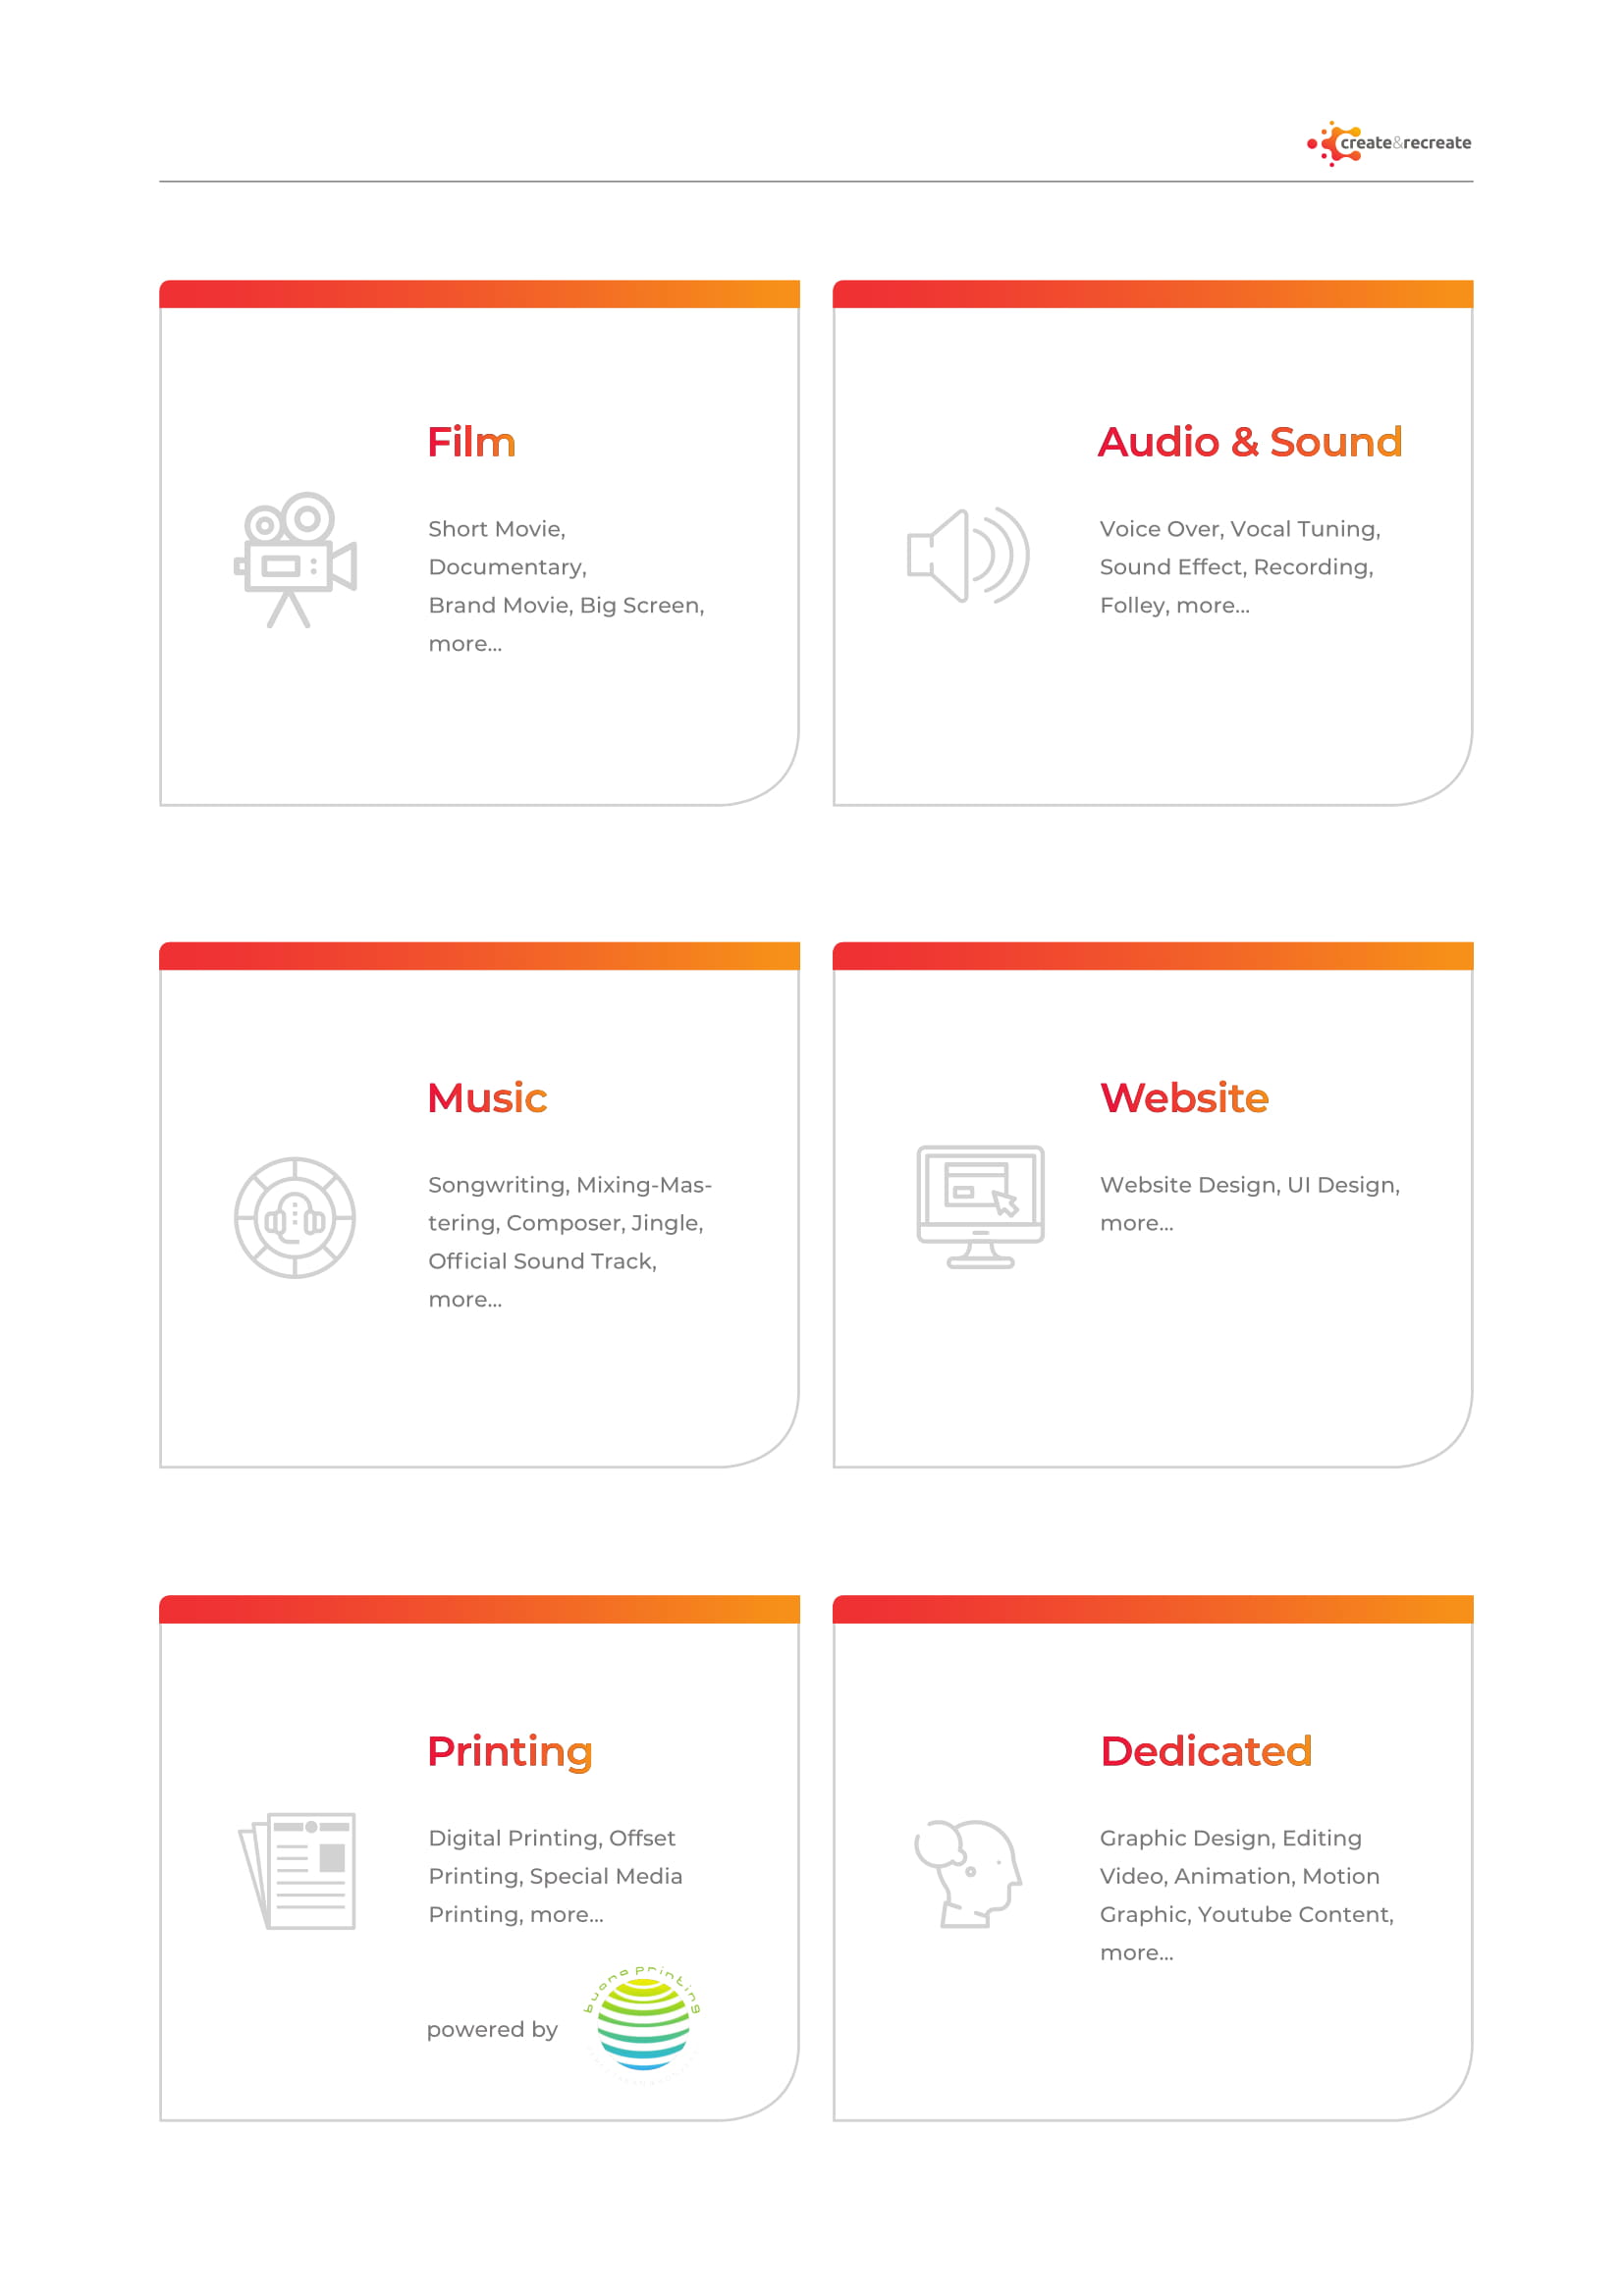 create&recreate
Film
Short Movie,
Documentary,
Brand Movie, Big Screen,
more...
Audio & Sound
Voice Over, Vocal Tuning,
Sound Effect, Recording,
Folley, more...
Music
Songwriting, Mixing-Mas-
tering, Composer, Jingle,
Official Sound Track,
more...
Website
Website Design, UI Design,
more...
Printing
Digital Printing, Offset
Printing, Special Media
Printing, more...
powered by
buana printing
Dedicated
Graphic Design, Editing
Video, Animation, Motion
Graphic, Youtube Content,
more...